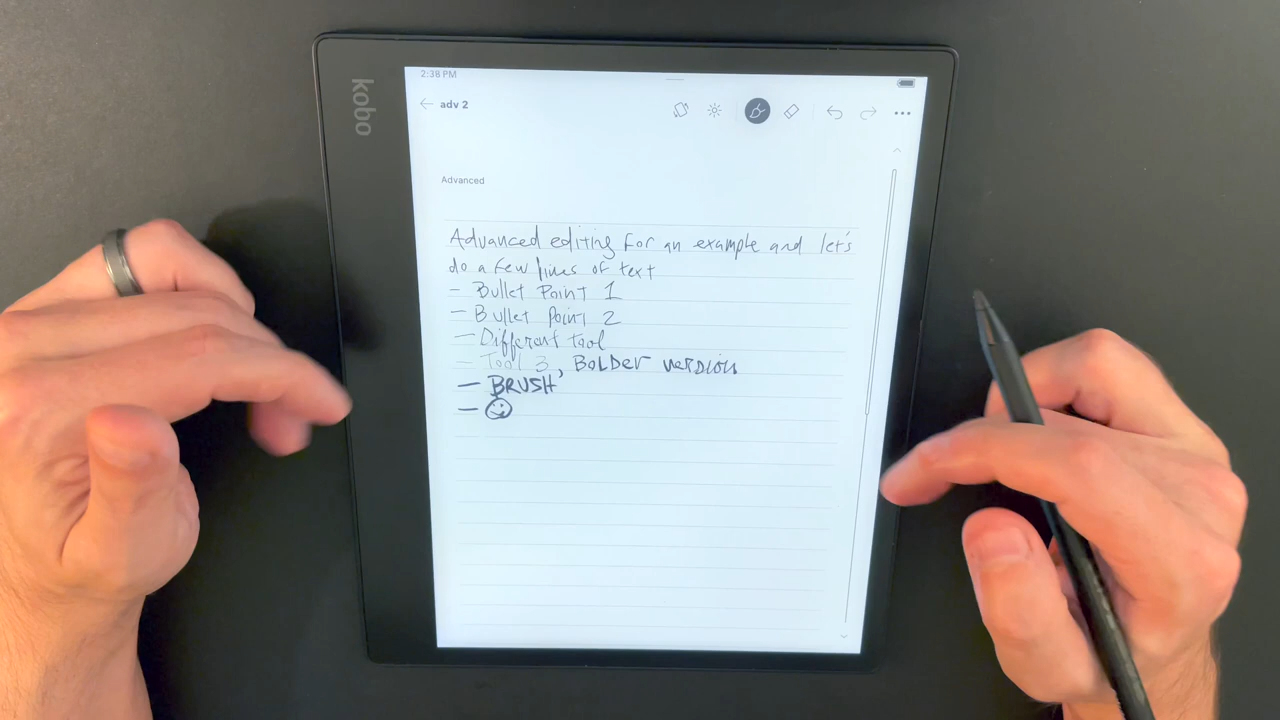 kobo
2:38 PM
adv 2
Advanced
Advanced editing for an example and let's
do a few lines of text
- Bullet Point 1
- Bullet Point 2
- Different tool
- Tool 3, BOLDER version
- BRUSH
-